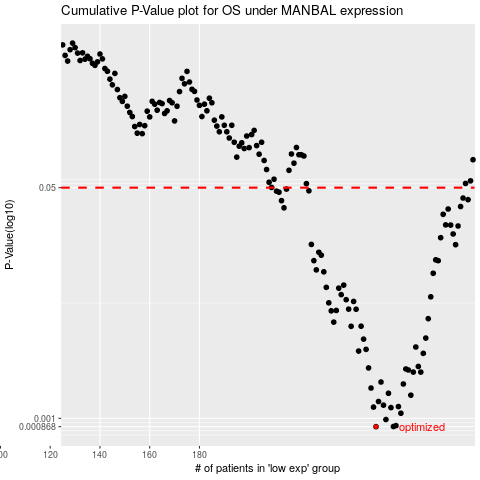 Cumulative P-Value plot for OS under MANBAL expression
P-Value(log10)
0.05
0.001
0.000868
optimized
00 120 140 160 180
# of patients in 'low exp' group